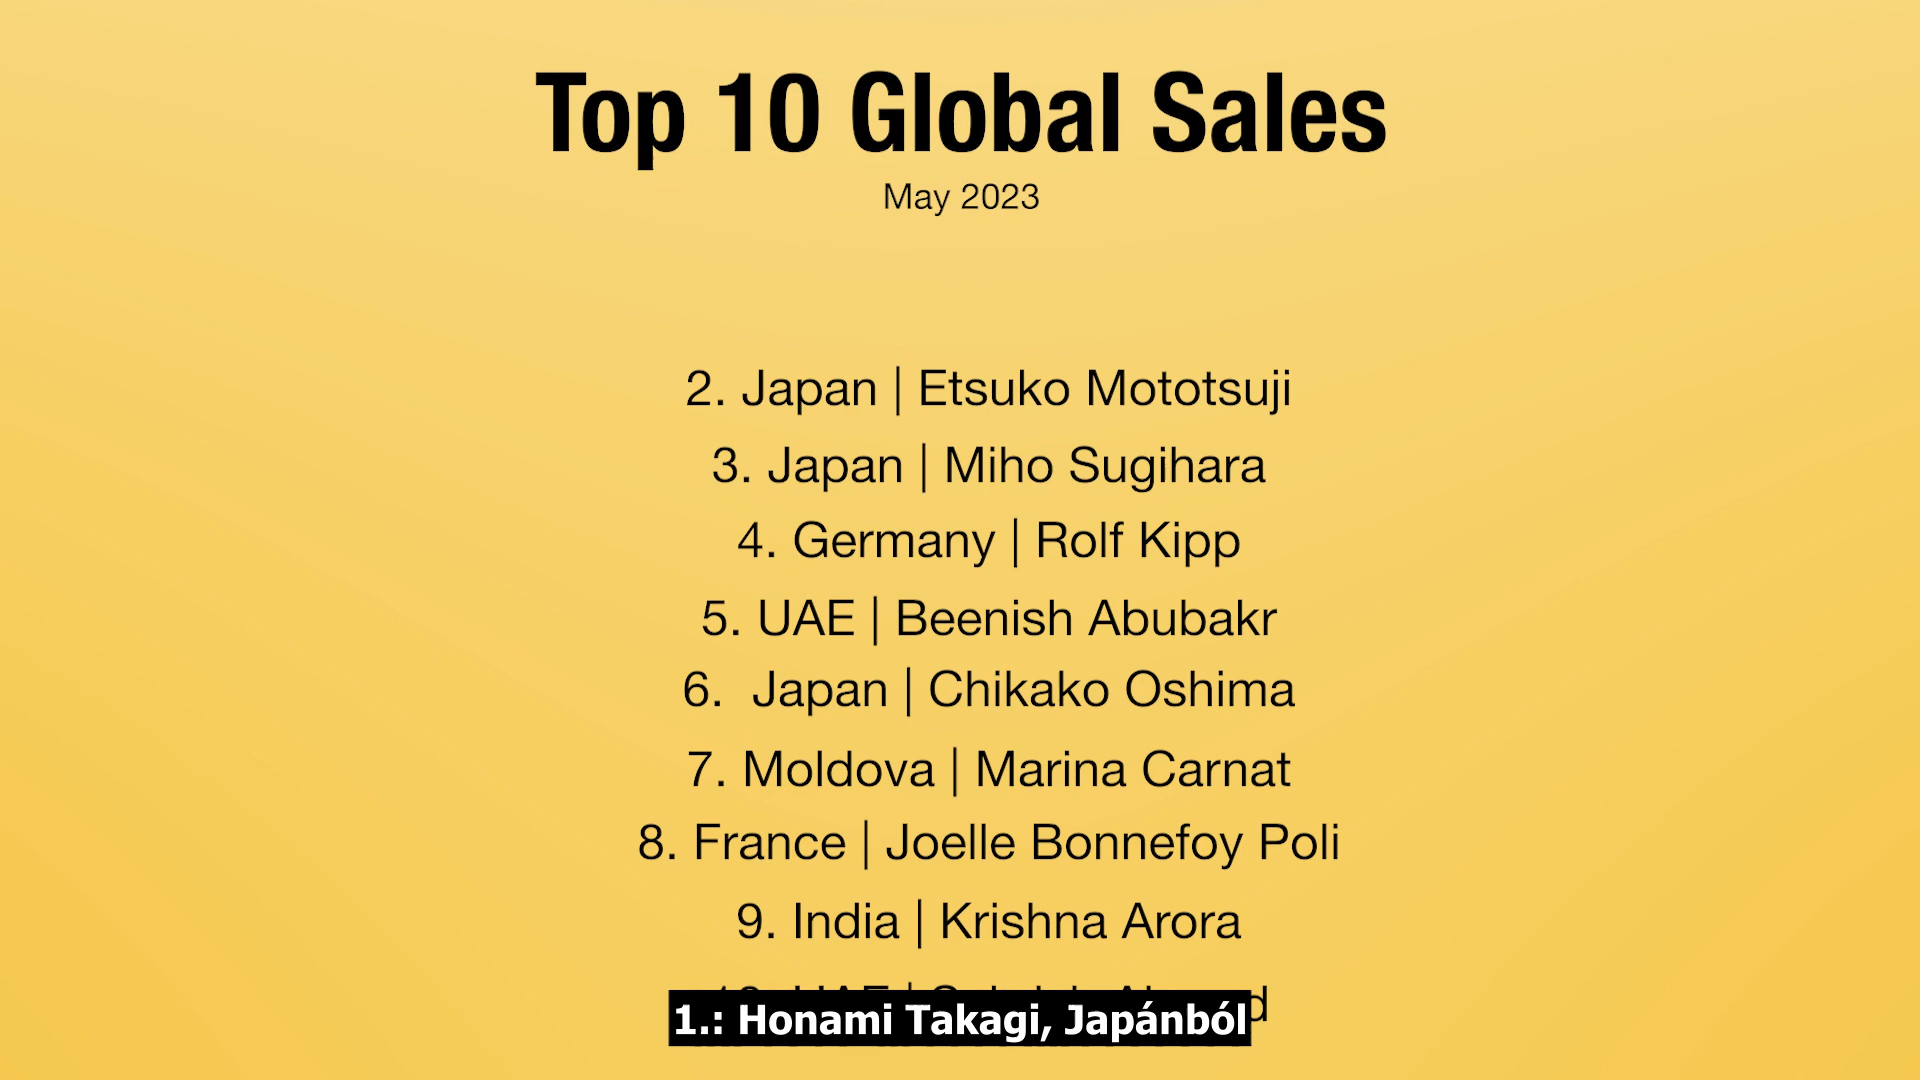 Top 10 Global Sales
May 2023
2. Japan | Etsuko Mototsuji
3. Japan | Miho Sugihara
4. Germany | Rolf Kipp
5. UAE | Beenish Abubakr
6. Japan | Chikako Oshima
7. Moldova | Marina Carnat
8. France | Joelle Bonnefoy Poli
9. India | Krishna Arora
10. UAE |
1.: Honami Takagi, Japánból